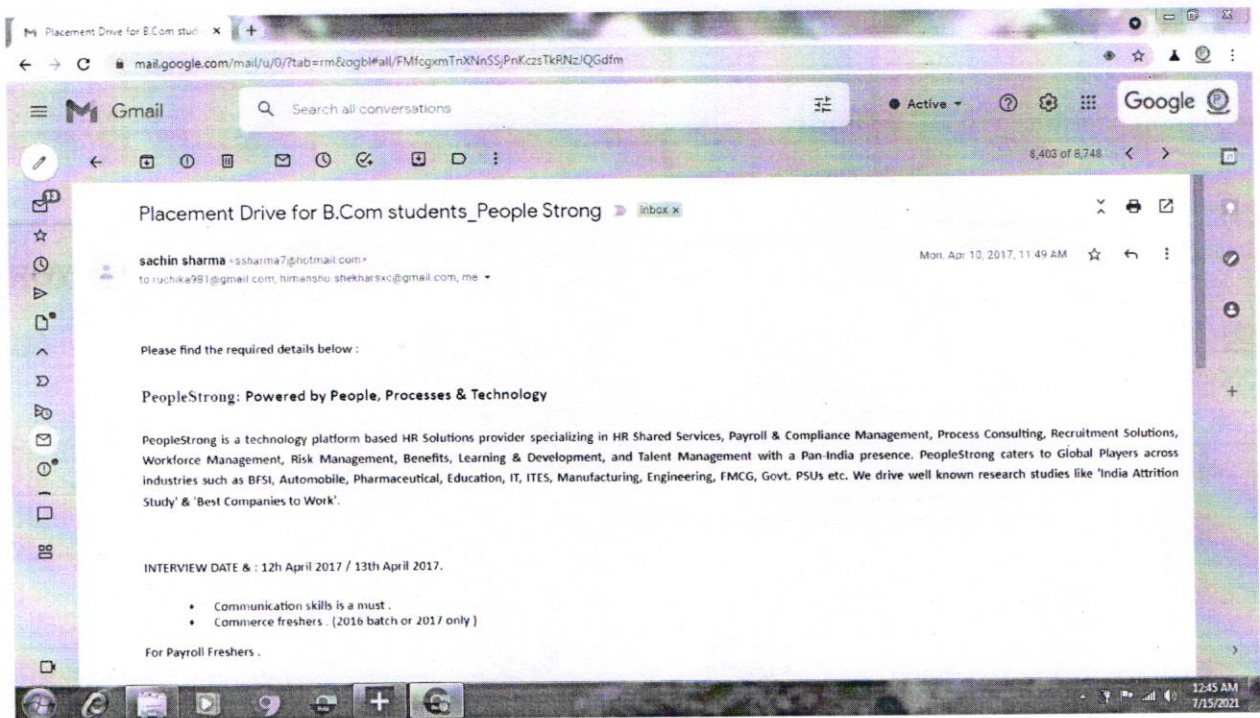 Placement Drive for B.Com stud × +
mail.google.com/mail/u/0/?tab=rm&ogbl#all/FMfcgxmTnXNnSSjPnKczsTkRNzJQGdfm
Gmail
Search all conversations
Active
Google
8,403 of 8,748
Placement Drive for B.Com students_People Strong Inbox ×
sachin sharma <ssharma7@hotmail.com>
Mon, Apr 10, 2017, 11:49 AM
to ruchika981@gmail.com, himanshu.shekharsxc@gmail.com, me
Please find the required details below :
PeopleStrong: Powered by People, Processes & Technology
PeopleStrong is a technology platform based HR Solutions provider specializing in HR Shared Services, Payroll & Compliance Management, Process Consulting, Recruitment Solutions,
Workforce Management, Risk Management, Benefits, Learning & Development, and Talent Management with a Pan-India presence. PeopleStrong caters to Global Players across
industries such as BFSI, Automobile, Pharmaceutical, Education, IT, ITES, Manufacturing, Engineering, FMCG, Govt. PSUs etc. We drive well known research studies like 'India Attrition
Study' & 'Best Companies to Work'.
INTERVIEW DATE & : 12h April 2017 / 13th April 2017.
• Communication skills is a must .
• Commerce freshers . (2016 batch or 2017 only )
For Payroll Freshers .
12:45 AM
7/15/2021